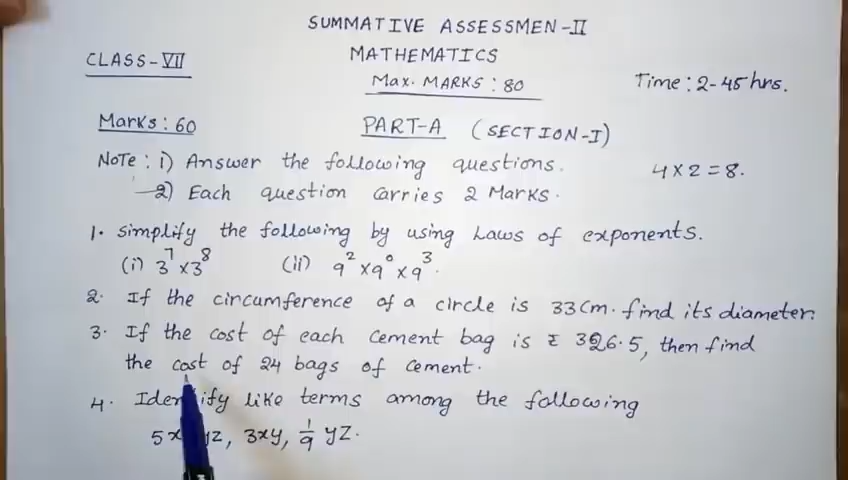 SUMMATIVE ASSESSMEN-II
CLASS-VII
MATHEMATICS
Max. MARKS : 80
Time : 2-45 hrs.
Marks : 60
PART-A (SECTION-I)
NOTE : 1) Answer the following questions. 4 × 2 = 8.
2) Each question carries 2 Marks.
1. Simplify the following by using Laws of exponents.
(i) 3⁷ × 3⁸ (ii) 9² × 9⁰ × 9³.
2. If the circumference of a circle is 33 cm. find its diameter.
3. If the cost of each cement bag is ₹ 326.5, then find
the cost of 24 bags of cement.
4. Identify like terms among the following
5x yz, 3xy, 1/9 yz.